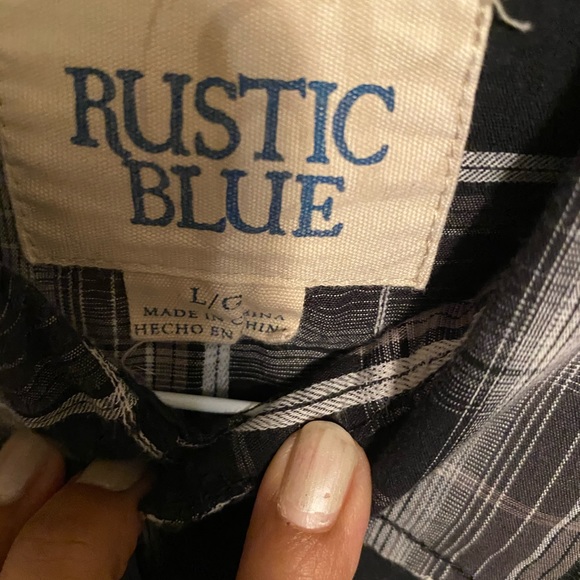 RUSTIC
BLUE
L/G
MADE IN CHINA
HECHO EN CHINA